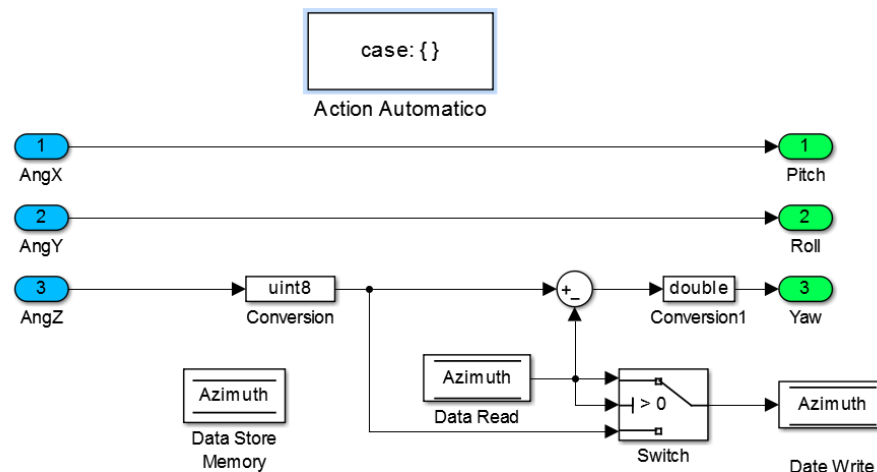 case: { }
Action Automatico
1
AngX
1
Pitch
2
AngY
2
Roll
3
AngZ
uint8
Conversion
+
−
double
Conversion1
3
Yaw
Azimuth
Data Store
Memory
Azimuth
Data Read
> 0
Switch
Azimuth
Date Write